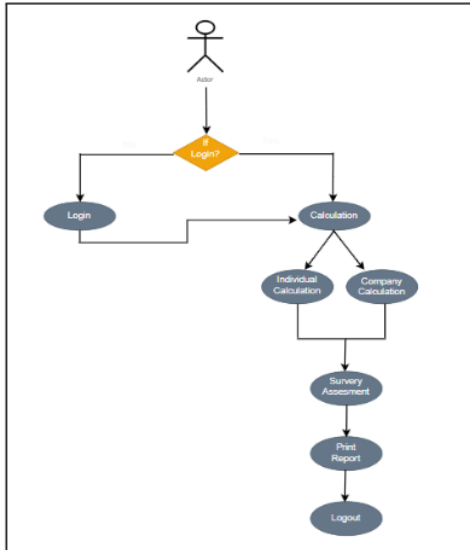 Actor
If
Login?
Login
Calculation
Individual
Calculation
Company
Calculation
Survery
Assesment
Print
Report
Logout